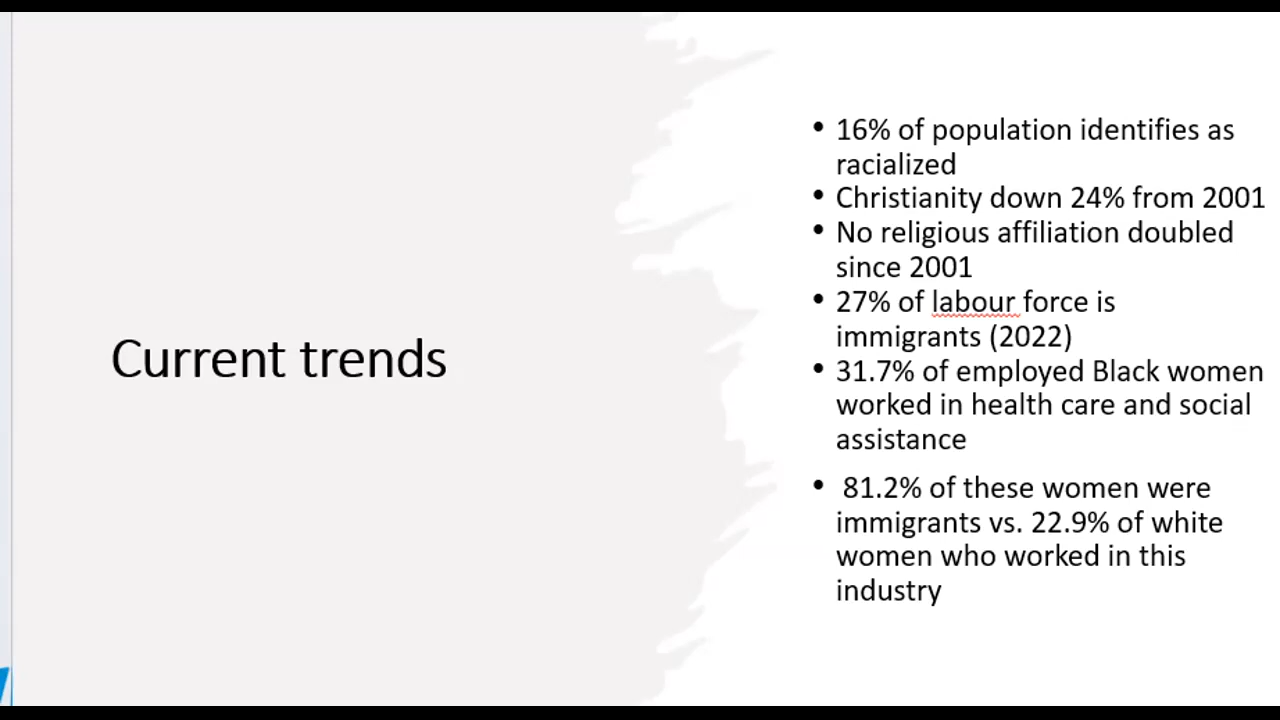 Current trends
• 16% of population identifies as
racialized
• Christianity down 24% from 2001
• No religious affiliation doubled
since 2001
• 27% of labour force is
immigrants (2022)
• 31.7% of employed Black women
worked in health care and social
assistance
• 81.2% of these women were
immigrants vs. 22.9% of white
women who worked in this
industry